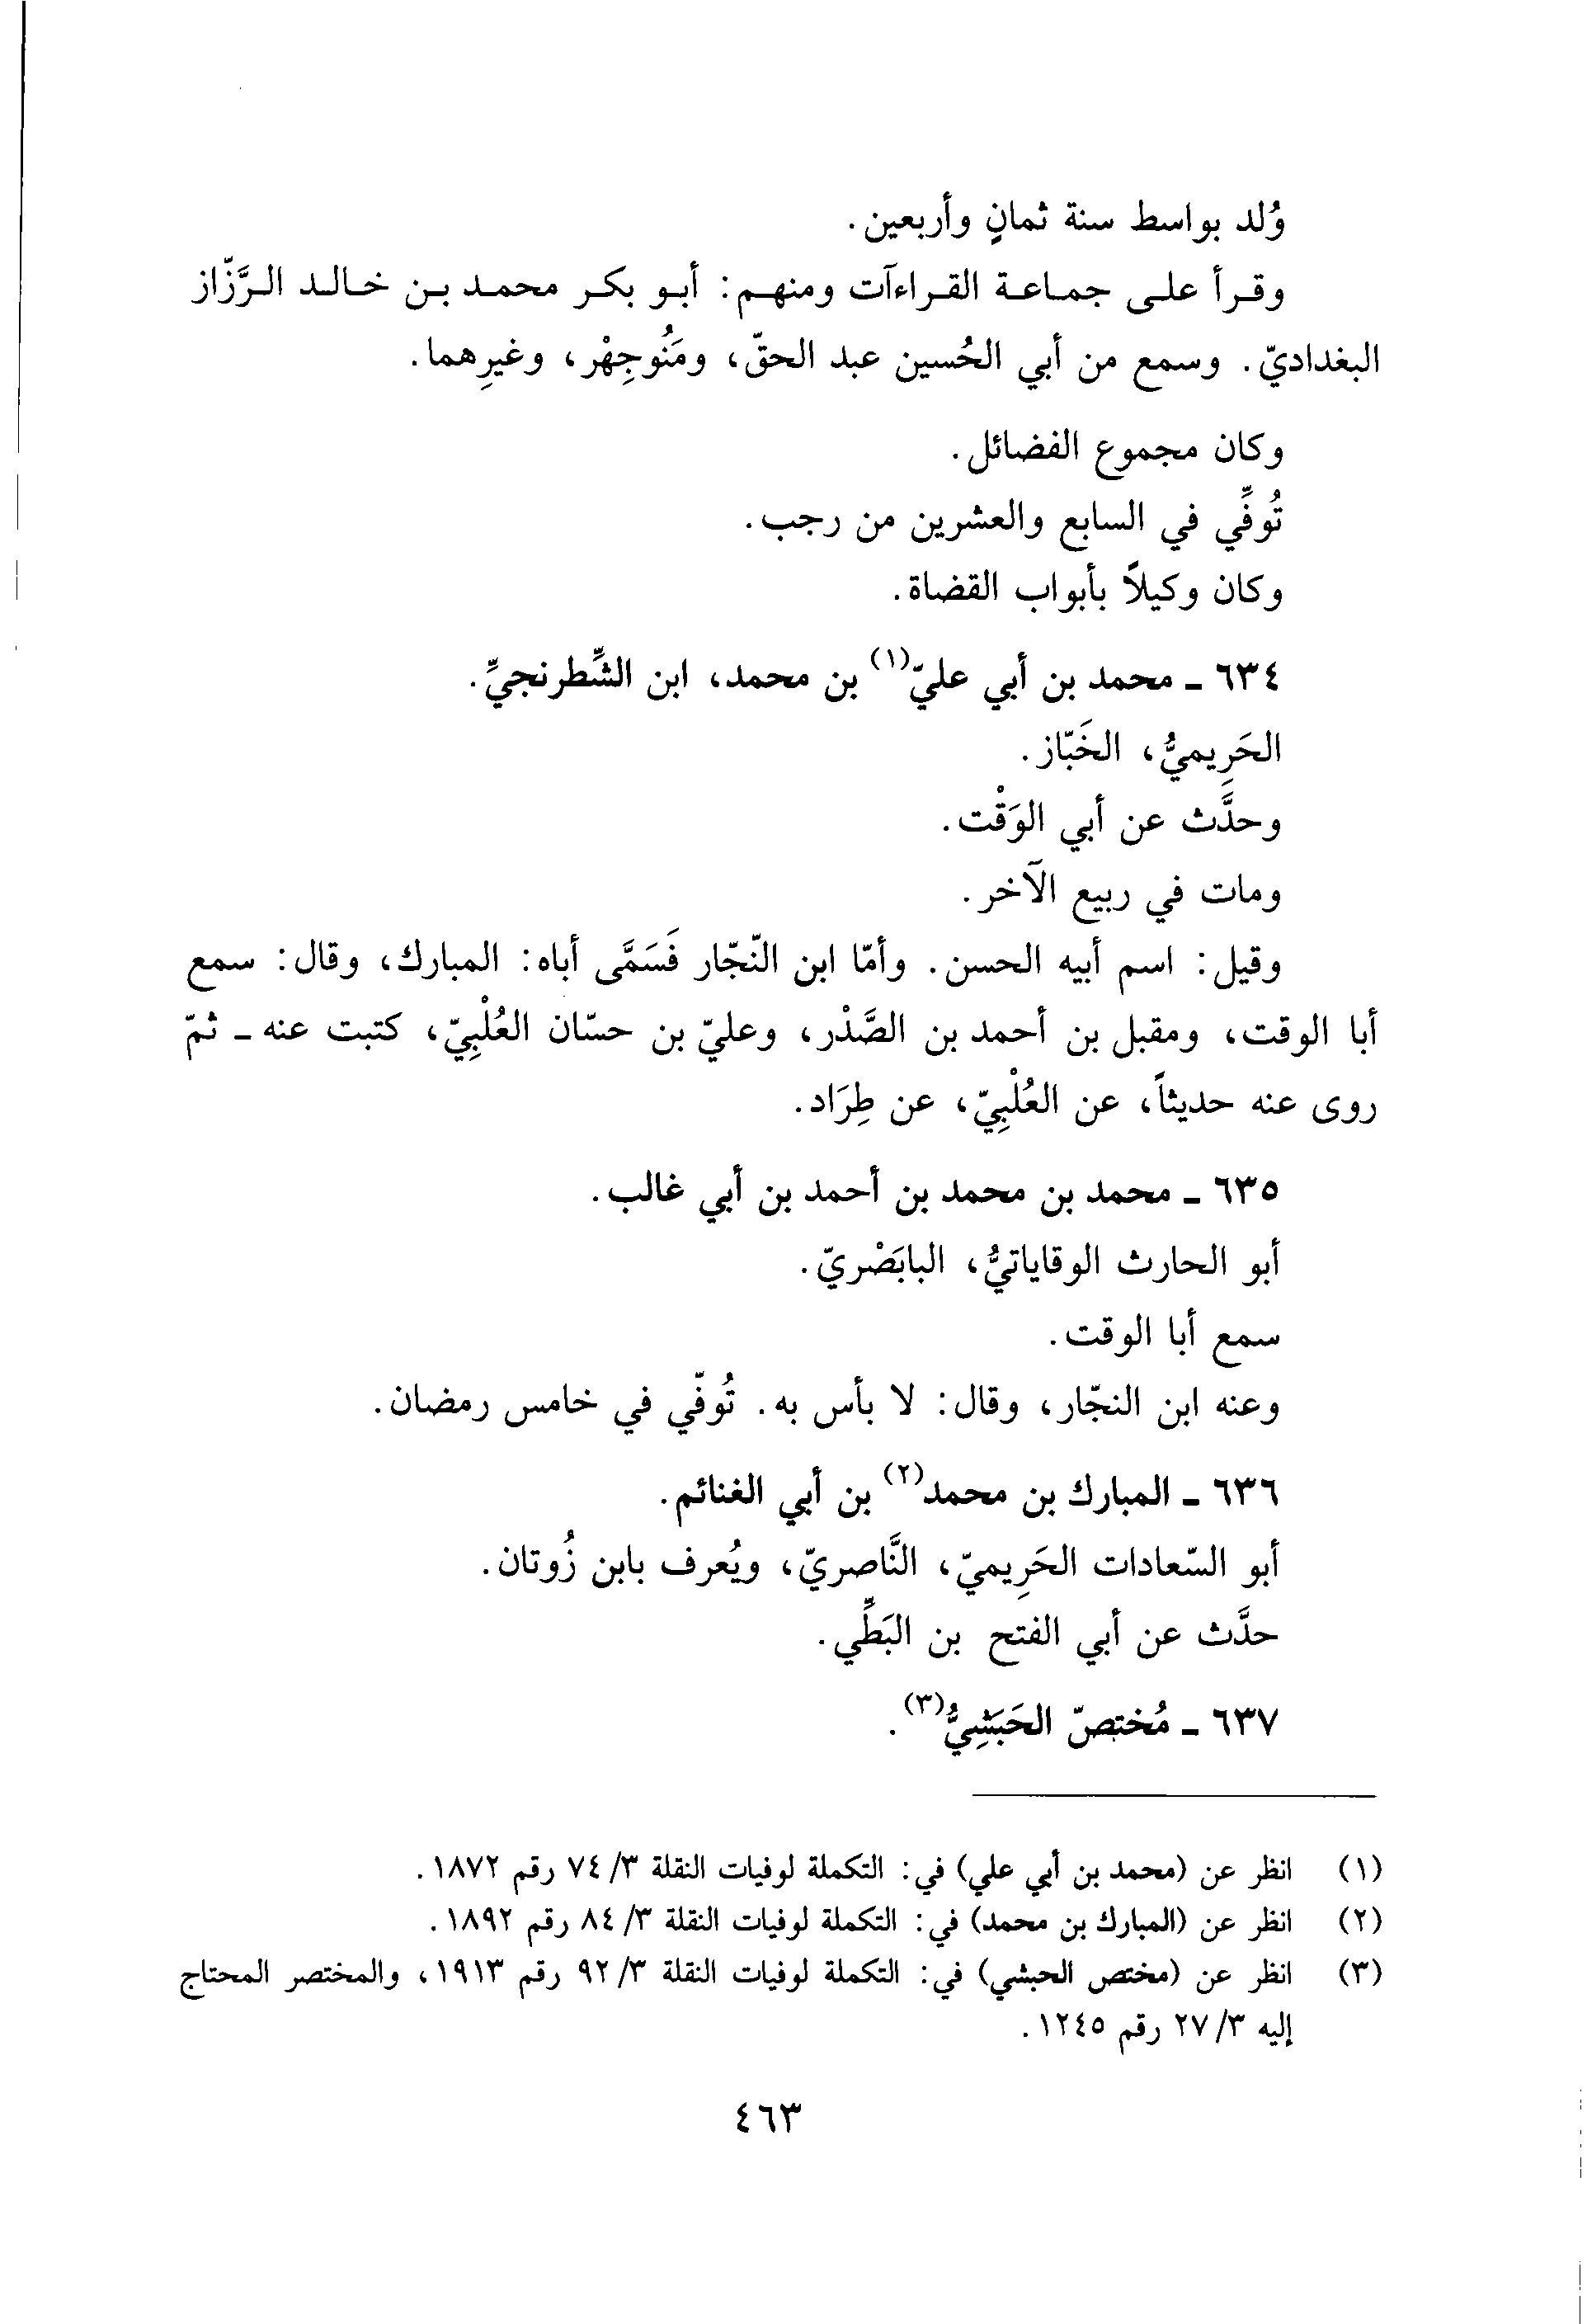 وُلد بواسط سنة ثمانٍ وأربعين.
وقرأ على جماعة القراءآت ومنهم: أبو بكر محمد بن خالد الرَّزّاز
البغداديّ. وسمع من أبي الحُسين عبد الحقّ، ومَنُوجِهْر، وغيرِهما.
وكان مجموع الفضائل.
تُوفِّي في السابع والعشرين من رجب.
وكان وكيلاً بأبواب القضاة.
٦٣٤ - محمد بن أبي عليّ(١) بن محمد، ابن الشِّطرنجيِّ.
الحَرِيميُّ، الخَبّاز.
وحدَّث عن أبي الوَقْت.
ومات في ربيع الآخر.
وقيل: اسم أبيه الحسن. وأمّا ابن النّجّار فَسَمَّى أباه: المبارك، وقال: سمع
أبا الوقت، ومقبل بن أحمد بن الصَّدْر، وعليّ بن حسّان العُلْبِيّ، كتبت عنه - ثمّ
روى عنه حديثاً، عن العُلْبِيّ، عن طِرَاد.
٦٣٥ - محمد بن محمد بن أحمد بن أبي غالب.
أبو الحارث الوقاياتيُّ، البابَصْريّ.
سمع أبا الوقت.
وعنه ابن النجّار، وقال: لا بأس به. تُوفّي في خامس رمضان.
٦٣٦ - المبارك بن محمد(٢) بن أبي الغنائم.
أبو السّعادات الحَرِيميّ، النَّاصريّ، ويُعرف بابن زُوتان.
حدَّث عن أبي الفتح بن البَطِّي.
٦٣٧ - مُختصّ الحَبَشِيُّ(٣).
(١) انظر عن (محمد بن أبي علي) في: التكملة لوفيات النقلة ٣/ ٧٤ رقم ١٨٧٢.
(٢) انظر عن (المبارك بن محمد) في: التكملة لوفيات النقلة ٣/ ٨٤ رقم ١٨٩٢.
(٣) انظر عن (مختص الحبشي) في: التكملة لوفيات النقلة ٣/ ٩٢ رقم ١٩١٣، والمختصر المحتاج
إليه ٣/ ٢٧ رقم ١٢٤٥.
٤٦٣